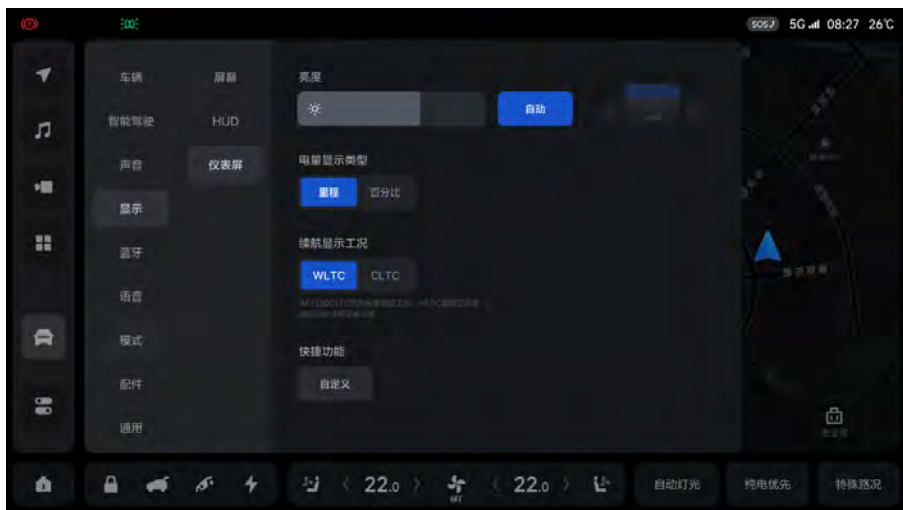 SOS 5G 08:27 26℃
车辆
智能驾驶
声音
显示
蓝牙
语音
模式
配件
通用
屏幕
HUD
仪表屏
亮度
自动
电量显示类型
里程 百分比
续航显示工况
WLTC CLTC
快捷功能
自定义
22.0
OFF
22.0
自动灯光
纯电优先
特殊路况